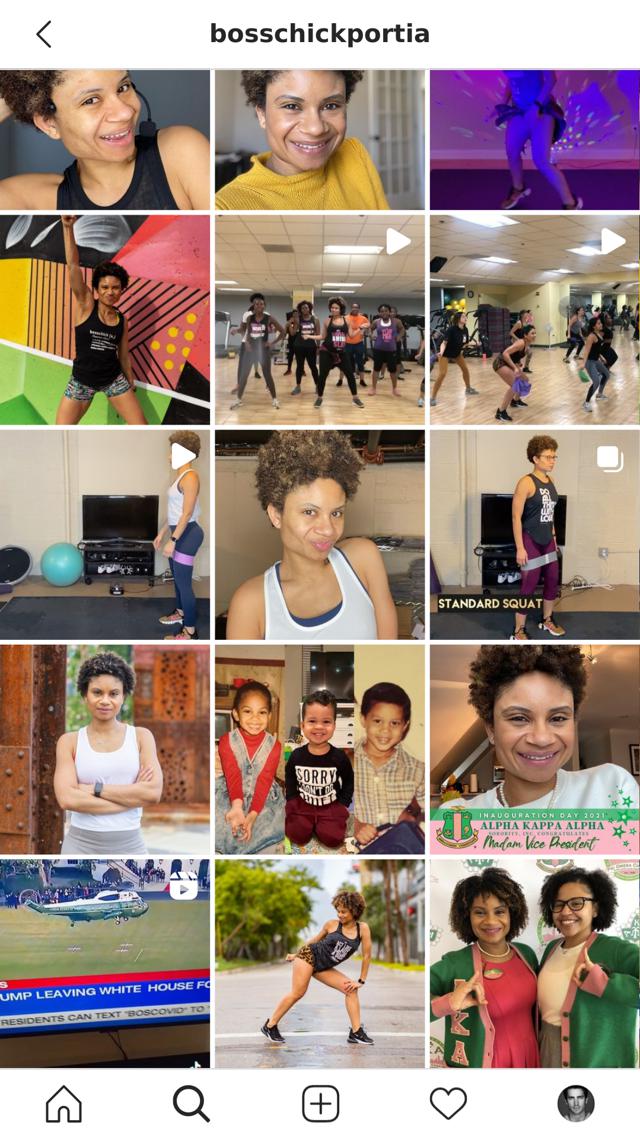 bosschickportia
STANDARD SQUAT
SORRY
INAUGURATION DAY 2021
ALPHA KAPPA ALPHA
SORORITY, INC. CONGRATULATES
Madam Vice President
UMP LEAVING WHITE HOUSE FO
RESIDENTS CAN TEXT "BOSCOVID" TO
KA